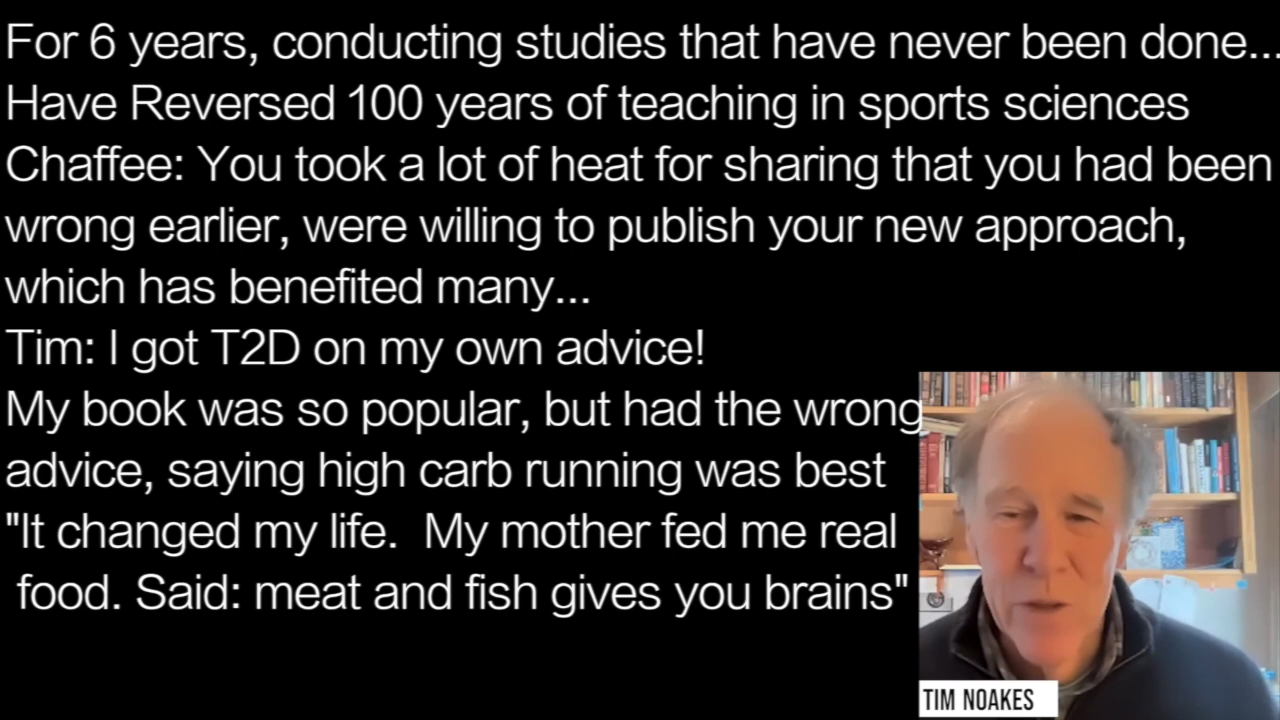 For 6 years, conducting studies that have never been done...
Have Reversed 100 years of teaching in sports sciences
Chaffee: You took a lot of heat for sharing that you had been
wrong earlier, were willing to publish your new approach,
which has benefited many...
Tim: I got T2D on my own advice!
My book was so popular, but had the wrong
advice, saying high carb running was best
"It changed my life.  My mother fed me real
food. Said: meat and fish gives you brains"
TIM NOAKES